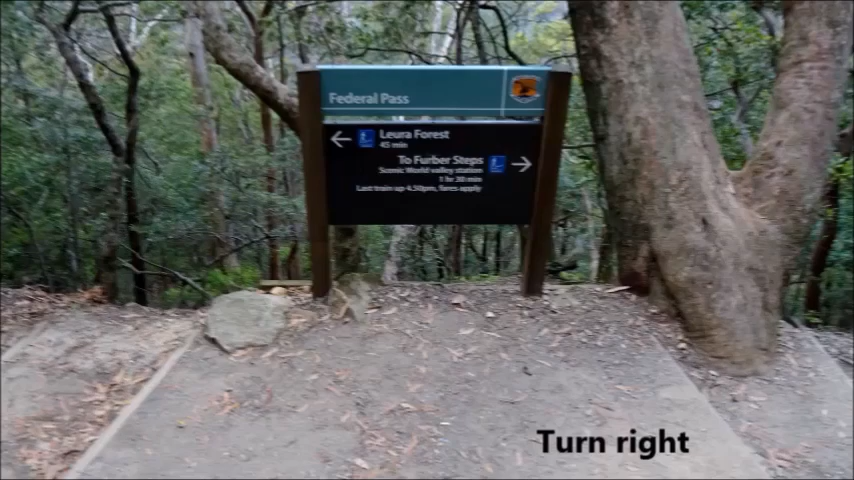 Federal Pass
Leura Forest
45 min
To Furber Steps
Scenic World valley station
1 hr 30 min
Last train up 4.50pm, fares apply
Turn right